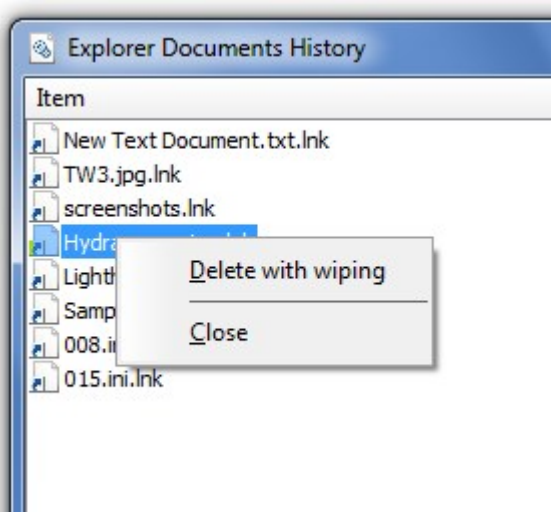 Explorer Documents History
Item
New Text Document.txt.lnk
TW3.jpg.lnk
screenshots.lnk
Delete with wiping
Close
015.ini.lnk